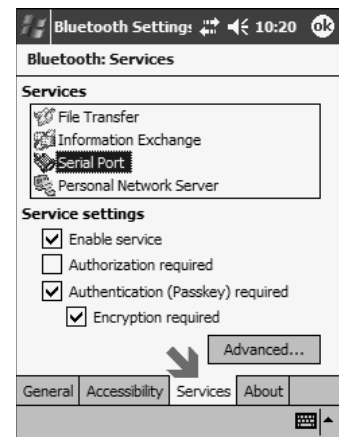 Bluetooth Settings 10:20 ok
Bluetooth: Services
Services
File Transfer
Information Exchange
Serial Port
Personal Network Server
Service settings
Enable service
Authorization required
Authentication (Passkey) required
Encryption required
Advanced...
General Accessibility Services About